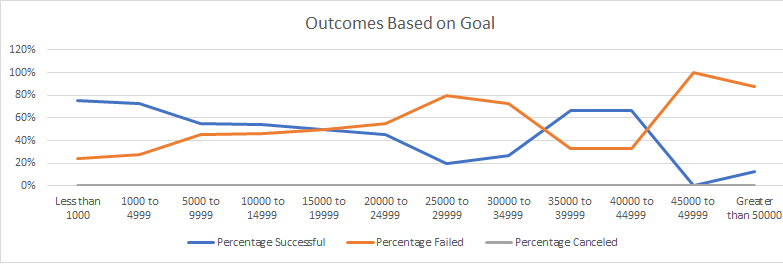 Outcomes Based on Goal
120%
100%
80%
60%
40%
20%
0%
Less than 1000
1000 to 4999
5000 to 9999
10000 to 14999
15000 to 19999
20000 to 24999
25000 to 29999
30000 to 34999
35000 to 39999
40000 to 44999
45000 to 49999
Greater than 50000
Percentage Successful
Percentage Failed
Percentage Canceled